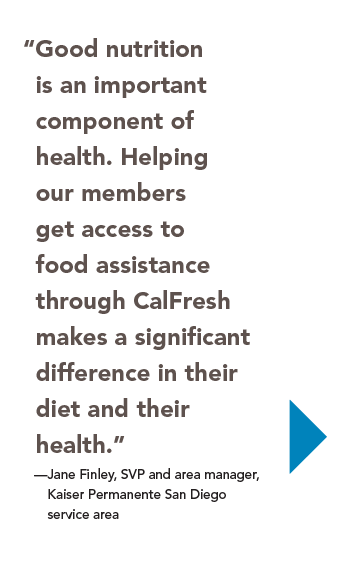 “Good nutrition
is an important
component of
health. Helping
our members
get access to
food assistance
through CalFresh
makes a significant
difference in their
diet and their
health.”
—Jane Finley, SVP and area manager,
Kaiser Permanente San Diego
service area